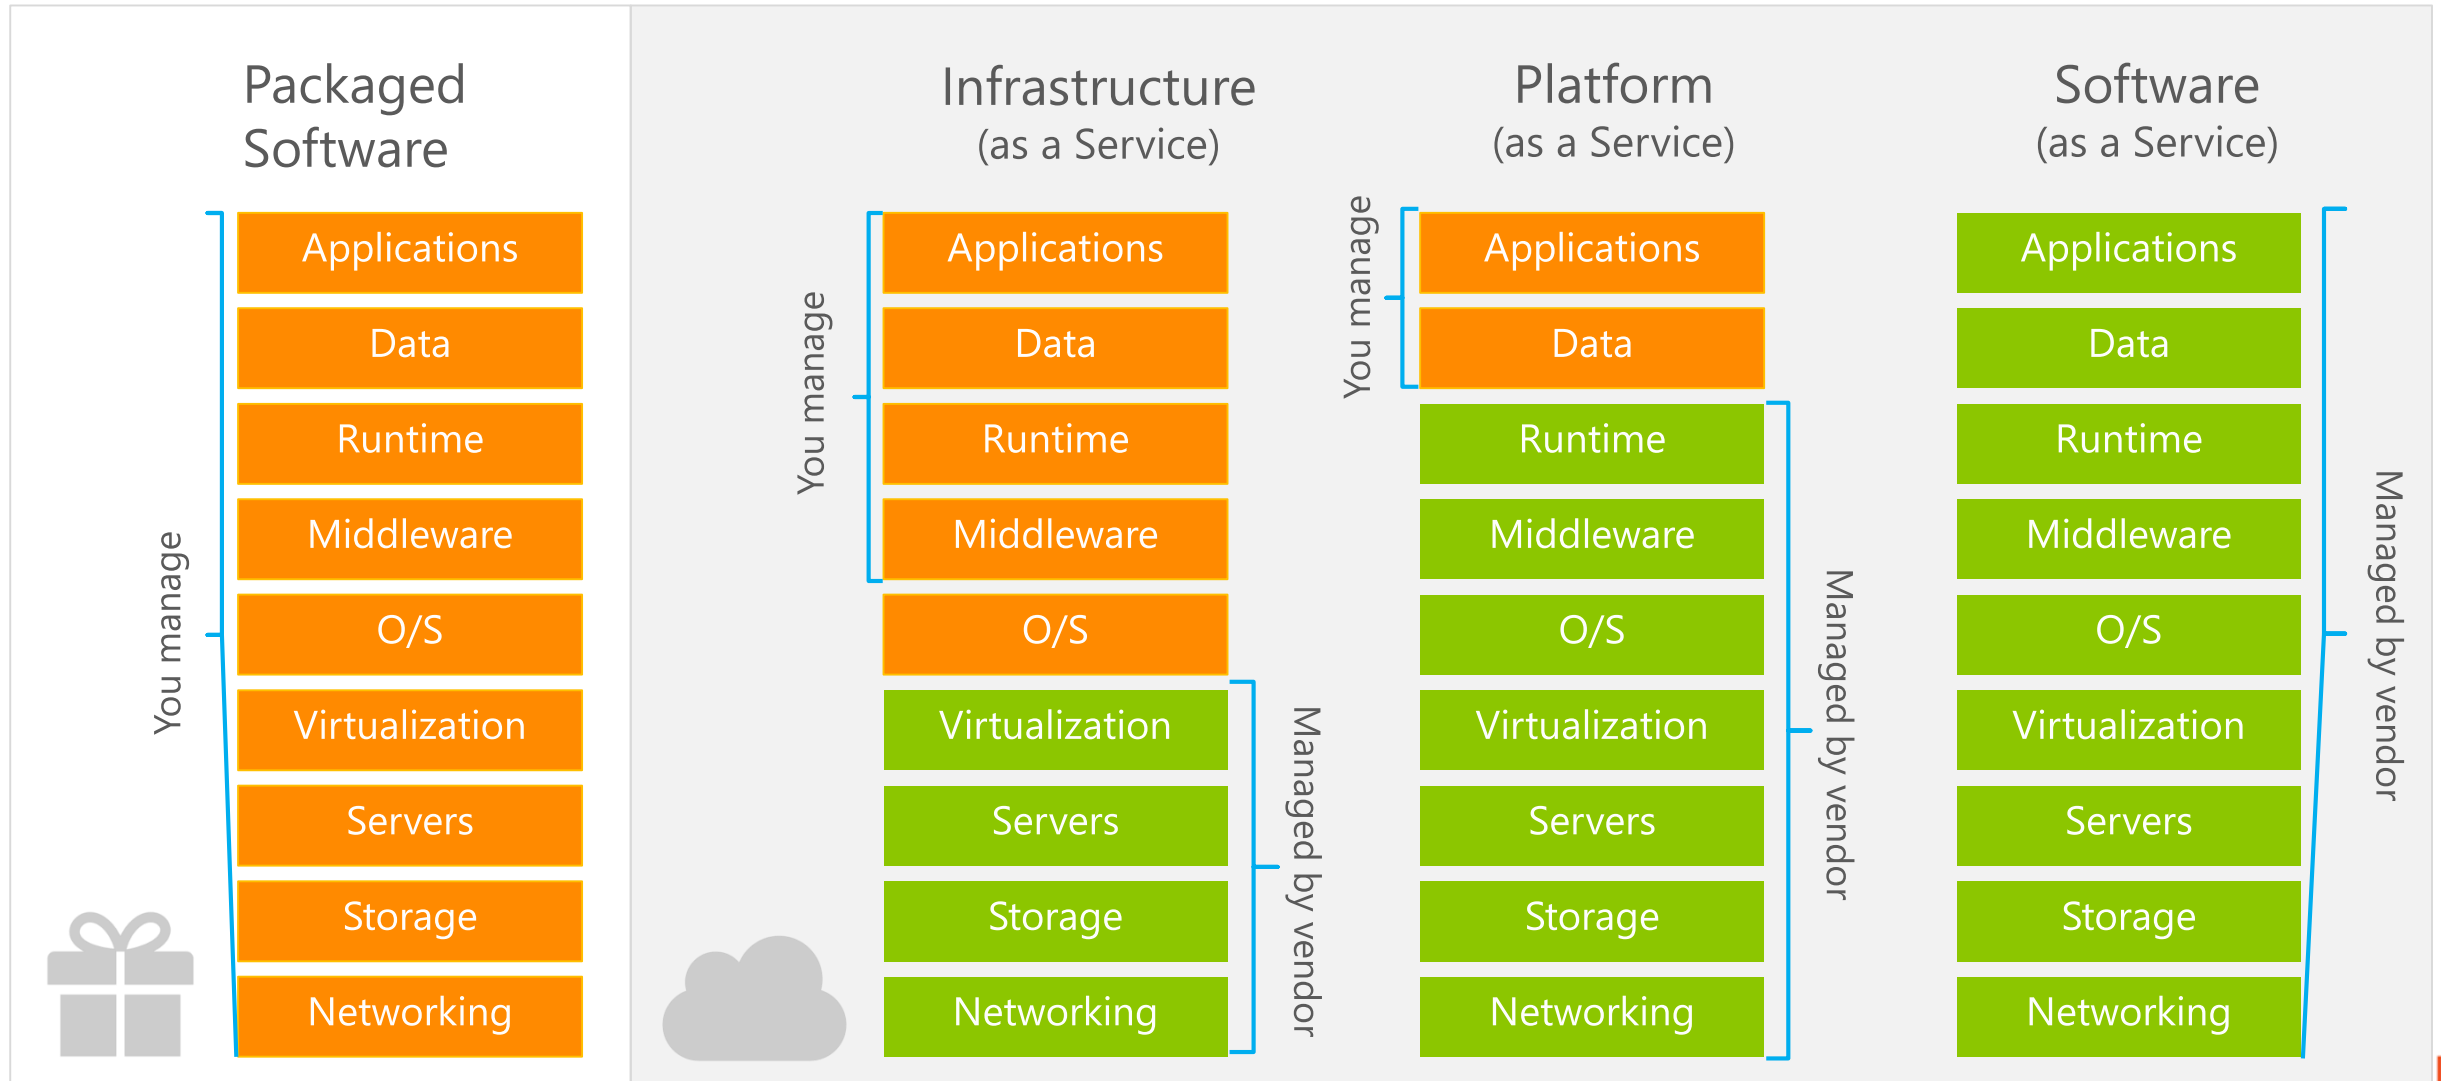 Packaged
Software
You manage
Applications
Data
Runtime
Middleware
O/S
Virtualization
Servers
Storage
Networking
Infrastructure
(as a Service)
You manage
Applications
Data
Runtime
Middleware
O/S
Virtualization
Servers
Storage
Networking
Managed by vendor
Platform
(as a Service)
You manage
Applications
Data
Runtime
Middleware
O/S
Virtualization
Servers
Storage
Networking
Managed by vendor
Software
(as a Service)
Applications
Data
Runtime
Middleware
O/S
Virtualization
Servers
Storage
Networking
Managed by vendor